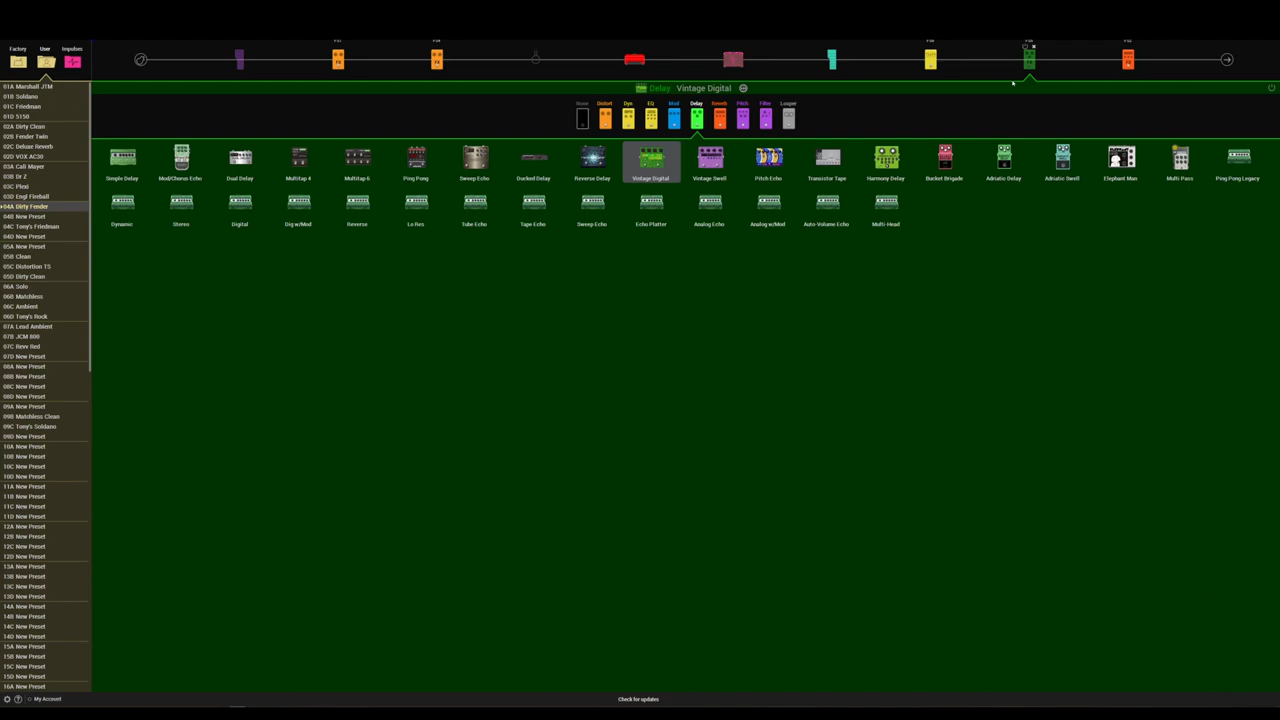 Factory
User
Impulses
Delay Vintage Digital
None
Distort
Dyn
EQ
Mod
Delay
Reverb
Pitch
Filter
Looper
Simple Delay
Mod/Chorus Echo
Dual Delay
Multitap 4
Multitap 6
Ping Pong
Sweep Echo
Ducked Delay
Reverse Delay
Vintage Digital
Vintage Swell
Pitch Echo
Transistor Tape
Harmony Delay
Bucket Brigade
Adriatic Delay
Adriatic Swell
Elephant Man
Multi Pass
Ping Pong Legacy
Dynamic
Stereo
Digital
Dig w/Mod
Reverse
Lo Res
Tube Echo
Tape Echo
Sweep Echo
Echo Platter
Analog Echo
Analog w/Mod
Auto-Volume Echo
Multi-Head
01A Marshall JTM
01B Soldano
01C Friedman
01D 5150
02A Dirty Clean
02B Fender Twin
02C Deluxe Reverb
02D VOX AC30
03A Cali Mayer
03B Dr Z
03C Plexi
03D Engl Fireball
04A Dirty Fender
04B New Preset
04C Tony's Friedman
04D New Preset
05A New Preset
05B Clean
05C Distortion TS
05D Dirty Clean
06A Solo
06B Matchless
06C Ambient
06D Tony's Rock
07A Lead Ambient
07B JCM 800
07C Revv Red
07D New Preset
08A New Preset
08B New Preset
08C New Preset
08D New Preset
09A New Preset
09B Matchless Clean
09C Tony's Soldano
09D New Preset
10A New Preset
10B New Preset
10C New Preset
10D New Preset
11A New Preset
11B New Preset
11C New Preset
11D New Preset
12A New Preset
12B New Preset
12C New Preset
12D New Preset
13A New Preset
13B New Preset
13C New Preset
13D New Preset
14A New Preset
14B New Preset
14C New Preset
14D New Preset
15A New Preset
15B New Preset
15C New Preset
15D New Preset
16A New Preset
My Account
Check for updates